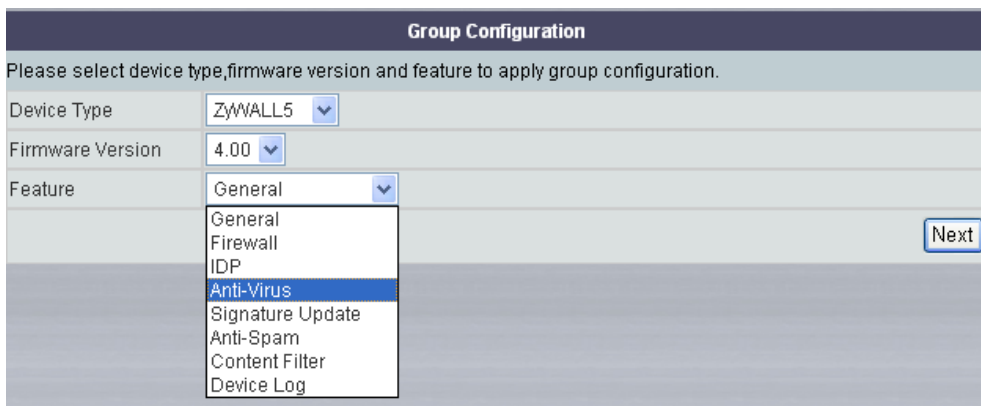 Group Configuration
Please select device type,firmware version and feature to apply group configuration.
Device Type ZyWALL5
Firmware Version 4.00
Feature General
General
Firewall
Next
IDP
Anti-Virus
Signature Update
Anti-Spam
Content Filter
Device Log